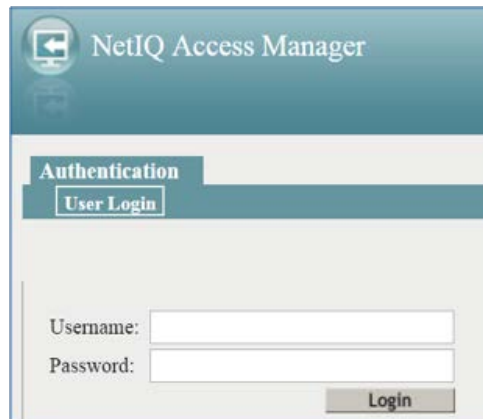 NetIQ Access Manager
Authentication
User Login
Username:
Password:
Login